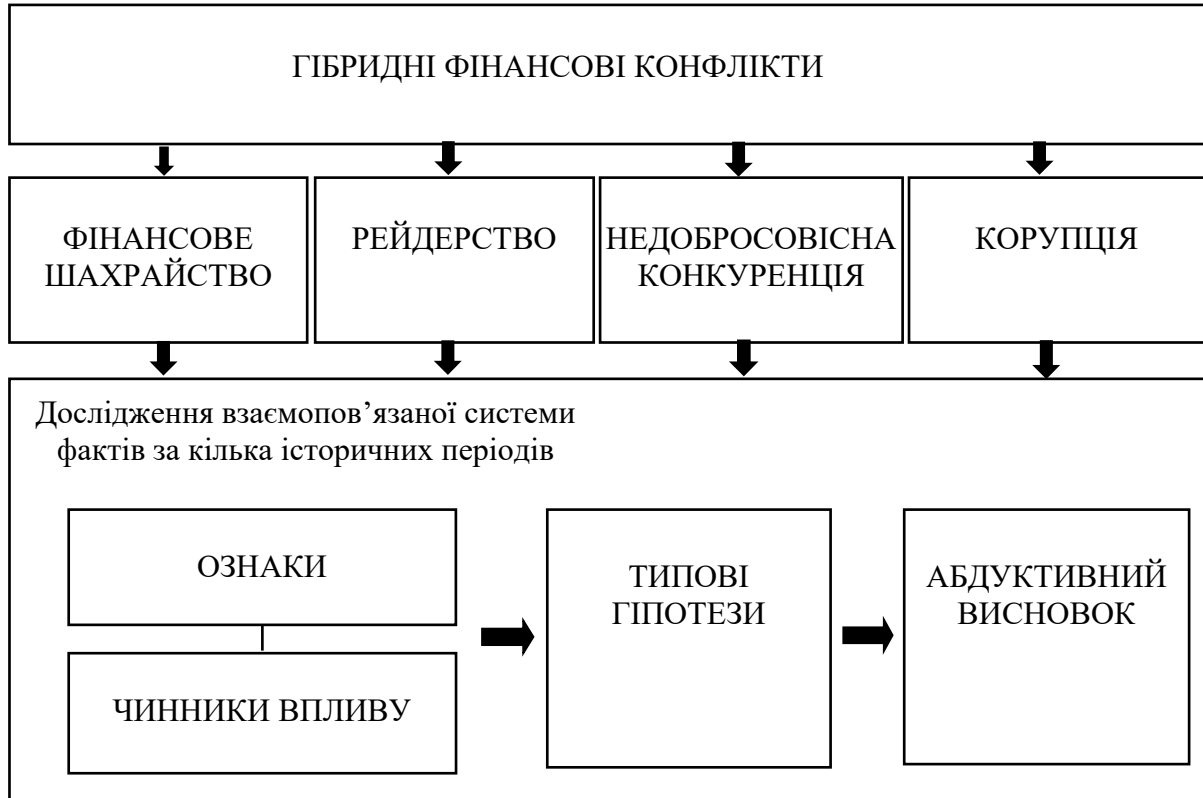 ГІБРИДНІ ФІНАНСОВІ КОНФЛІКТИ
ФІНАНСОВЕ
ШАХРАЙСТВО
РЕЙДЕРСТВО
НЕДОБРОСОВІСНА
КОНКУРЕНЦІЯ
КОРУПЦІЯ
Дослідження взаємопов’язаної системи
фактів за кілька історичних періодів
ОЗНАКИ
ЧИННИКИ ВПЛИВУ
ТИПОВІ
ГІПОТЕЗИ
АБДУКТИВНИЙ
ВИСНОВОК